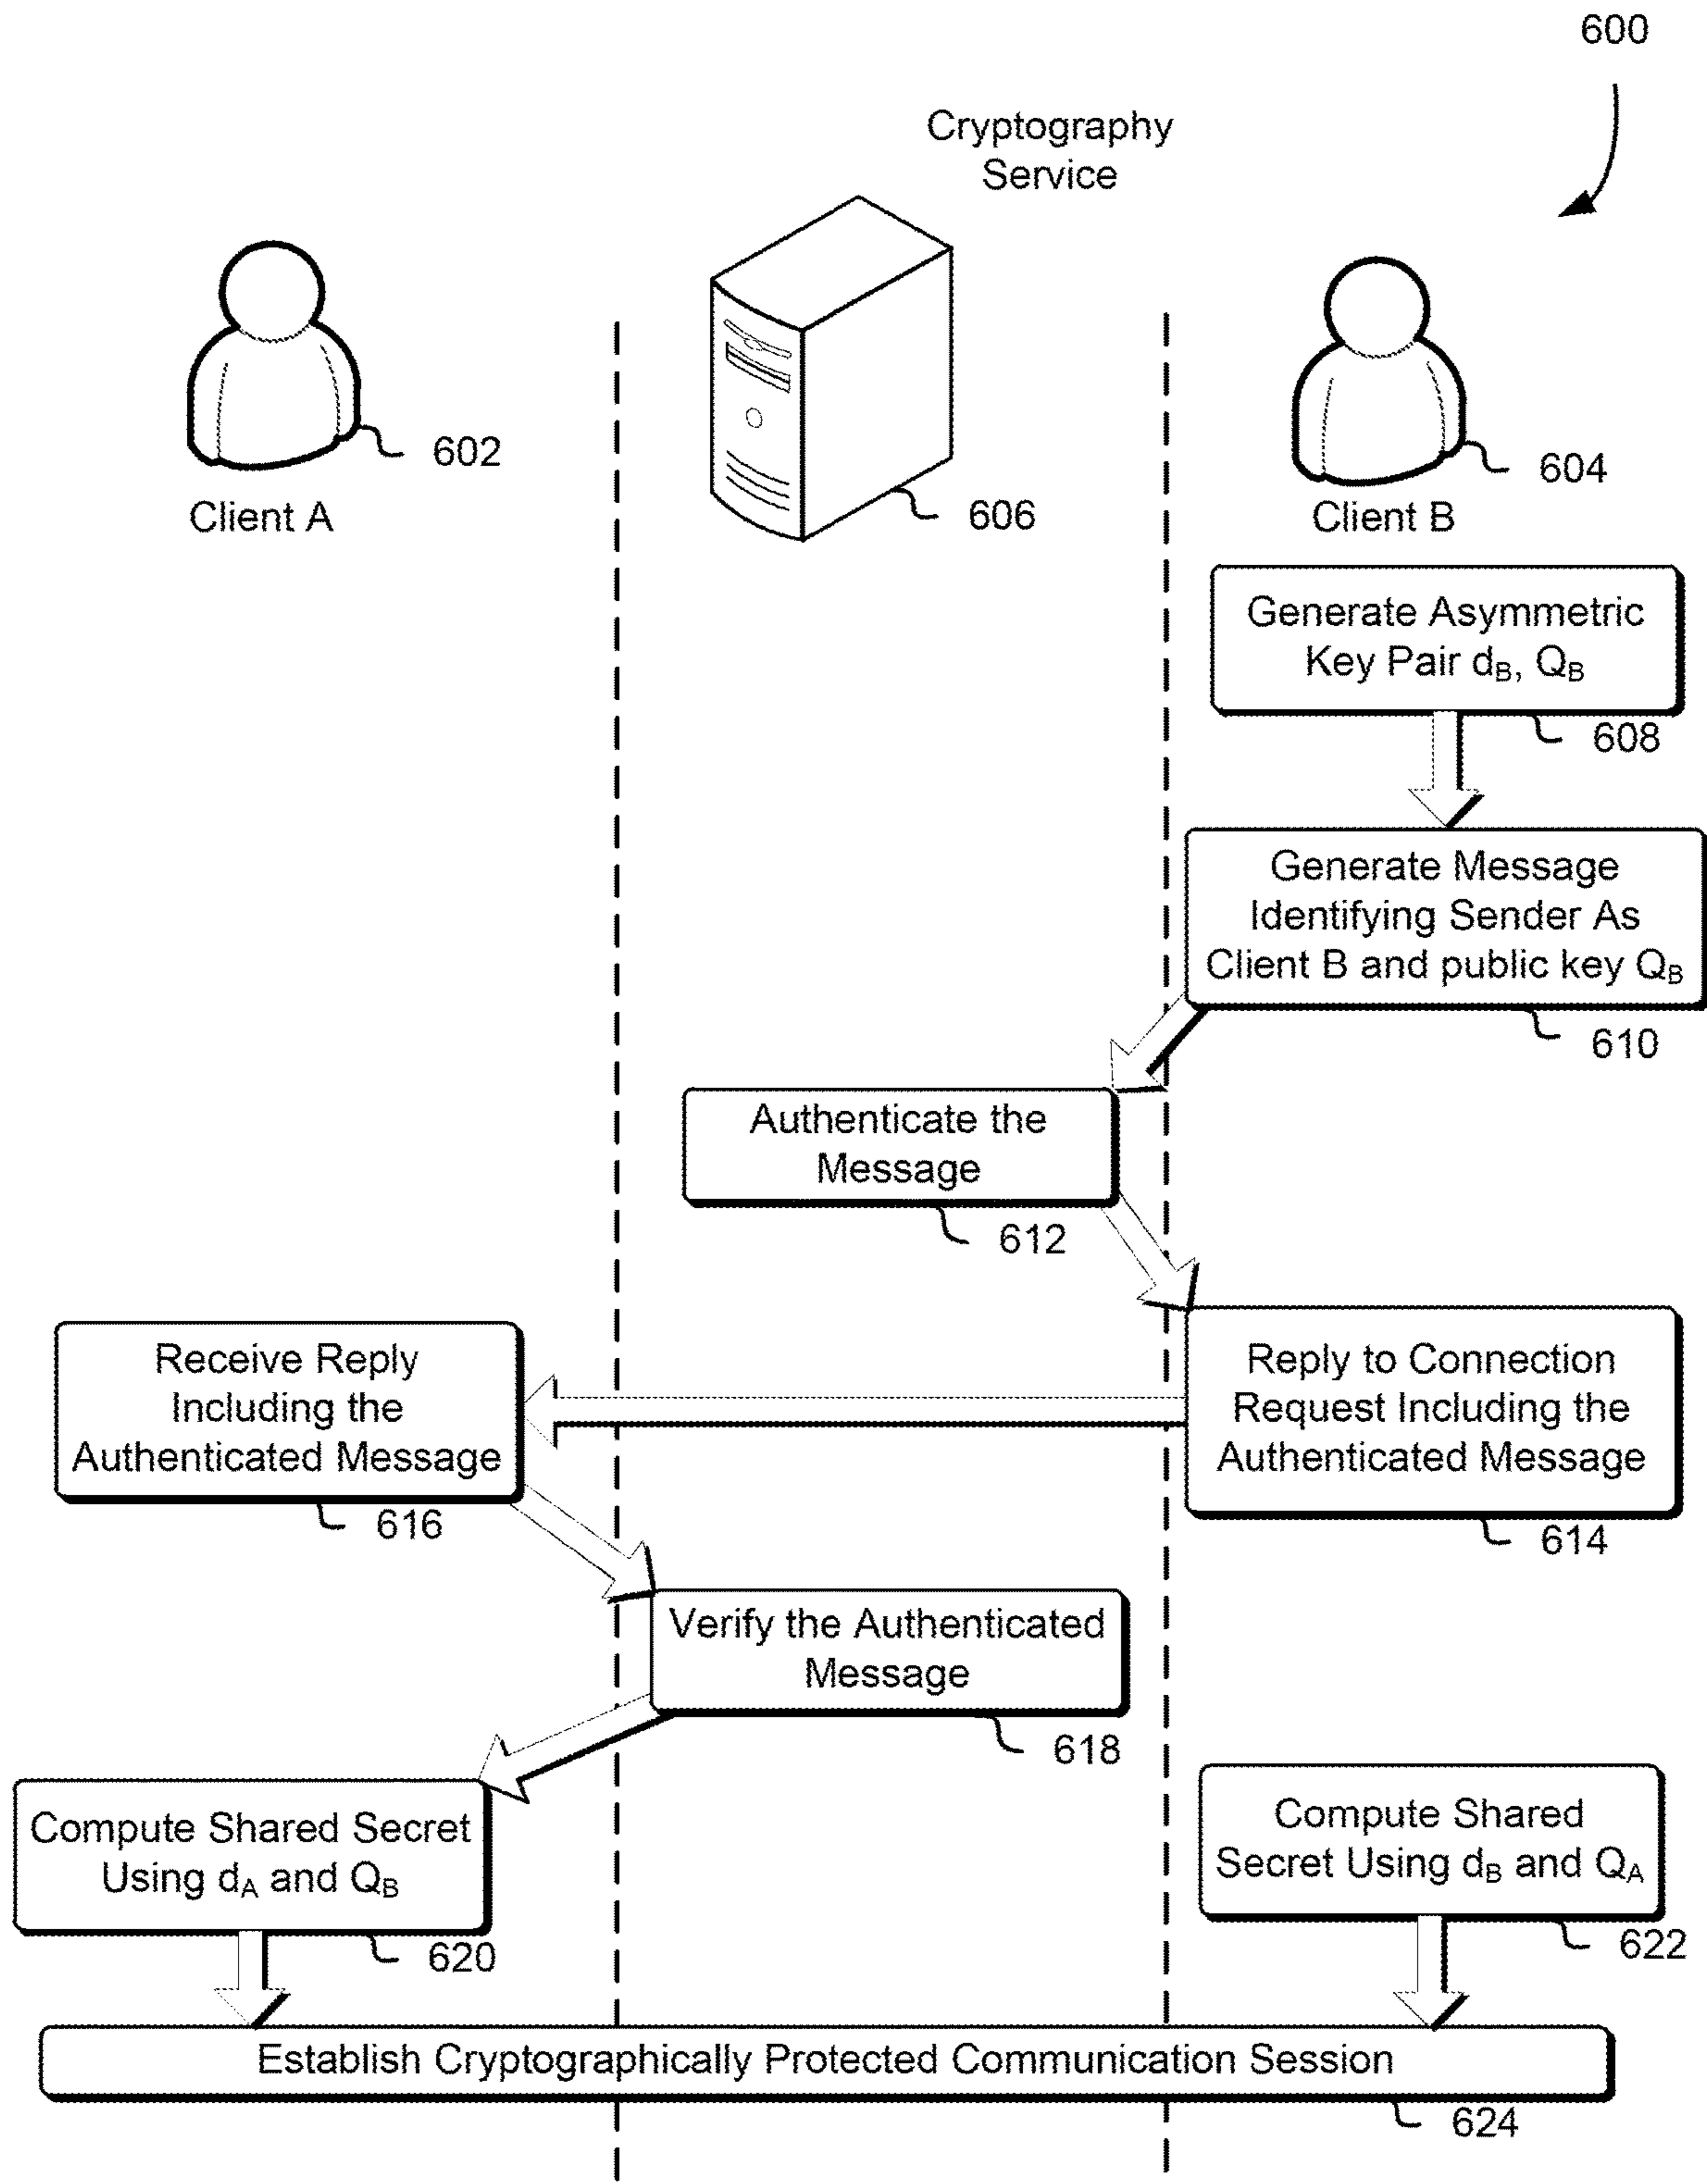 600
Cryptography
Service
602
Client A
606
604
Client B
Generate Asymmetric
Key Pair dB, QB
608
Generate Message
Identifying Sender As
Client B and public key QB
610
Authenticate the
Message
612
Receive Reply
Including the
Authenticated Message
616
Reply to Connection
Request Including the
Authenticated Message
614
Verify the Authenticated
Message
618
Compute Shared Secret
Using dA and QB
620
Compute Shared
Secret Using dB and QA
622
Establish Cryptographically Protected Communication Session
624